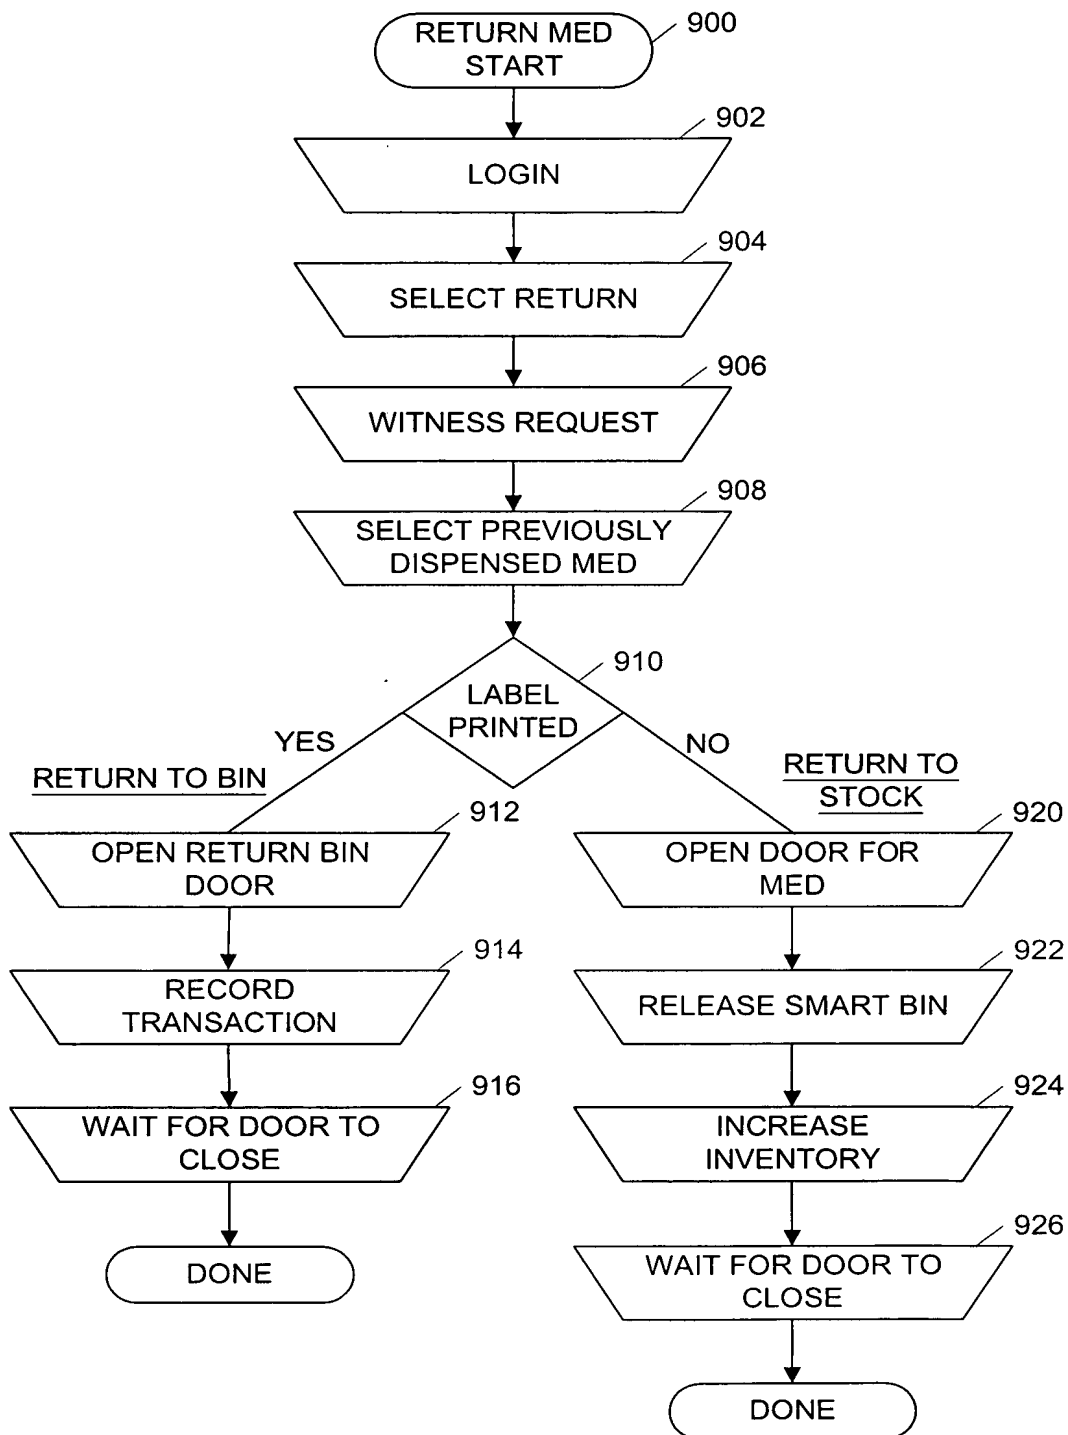 RETURN MED
START
900
902
LOGIN
904
SELECT RETURN
906
WITNESS REQUEST
908
SELECT PREVIOUSLY
DISPENSED MED
910
LABEL
PRINTED
YES
NO
RETURN TO BIN
RETURN TO
STOCK
912
OPEN RETURN BIN
DOOR
914
RECORD
TRANSACTION
916
WAIT FOR DOOR TO
CLOSE
DONE
920
OPEN DOOR FOR
MED
922
RELEASE SMART BIN
924
INCREASE
INVENTORY
926
WAIT FOR DOOR TO
CLOSE
DONE